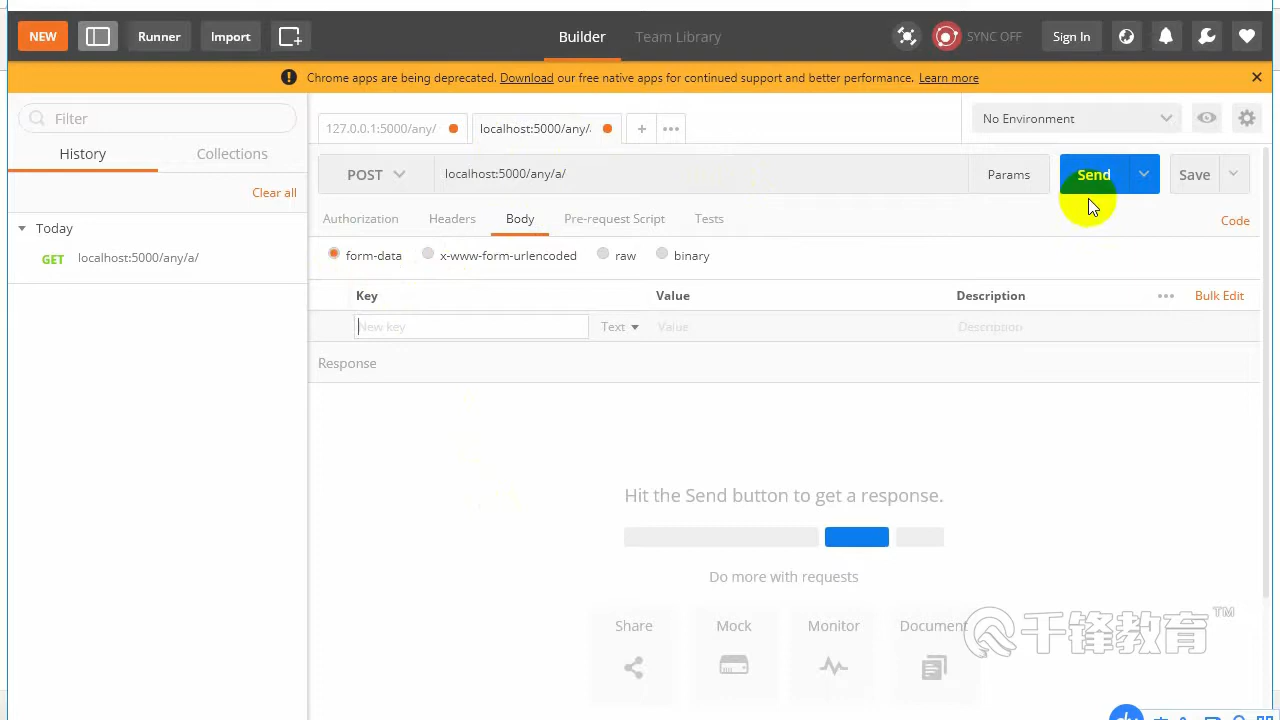 NEW
Runner
Import
Builder
Team Library
SYNC OFF
Sign In
Chrome apps are being deprecated. Download our free native apps for continued support and better performance. Learn more
Filter
127.0.0.1:5000/any/
localhost:5000/any/
No Environment
History
Collections
POST
localhost:5000/any/a/
Params
Send
Save
Clear all
Authorization
Headers
Body
Pre-request Script
Tests
Code
Today
GET localhost:5000/any/a/
form-data
x-www-form-urlencoded
raw
binary
Key
Value
Description
Bulk Edit
New key
Text
Value
Description
Response
Hit the Send button to get a response.
Do more with requests
Share
Mock
Monitor
Document
千锋教育 TM